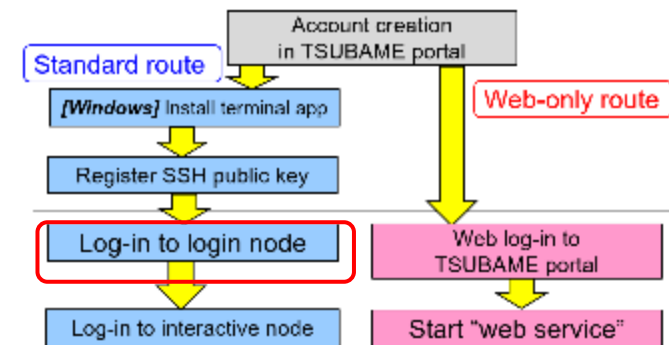 Account creation
in TSUBAME portal
Standard route
Web-only route
[Windows] Install terminal app
Register SSH public key
Log-in to login node
Web log-in to
TSUBAME portal
Log-in to interactive node
Start "web service"